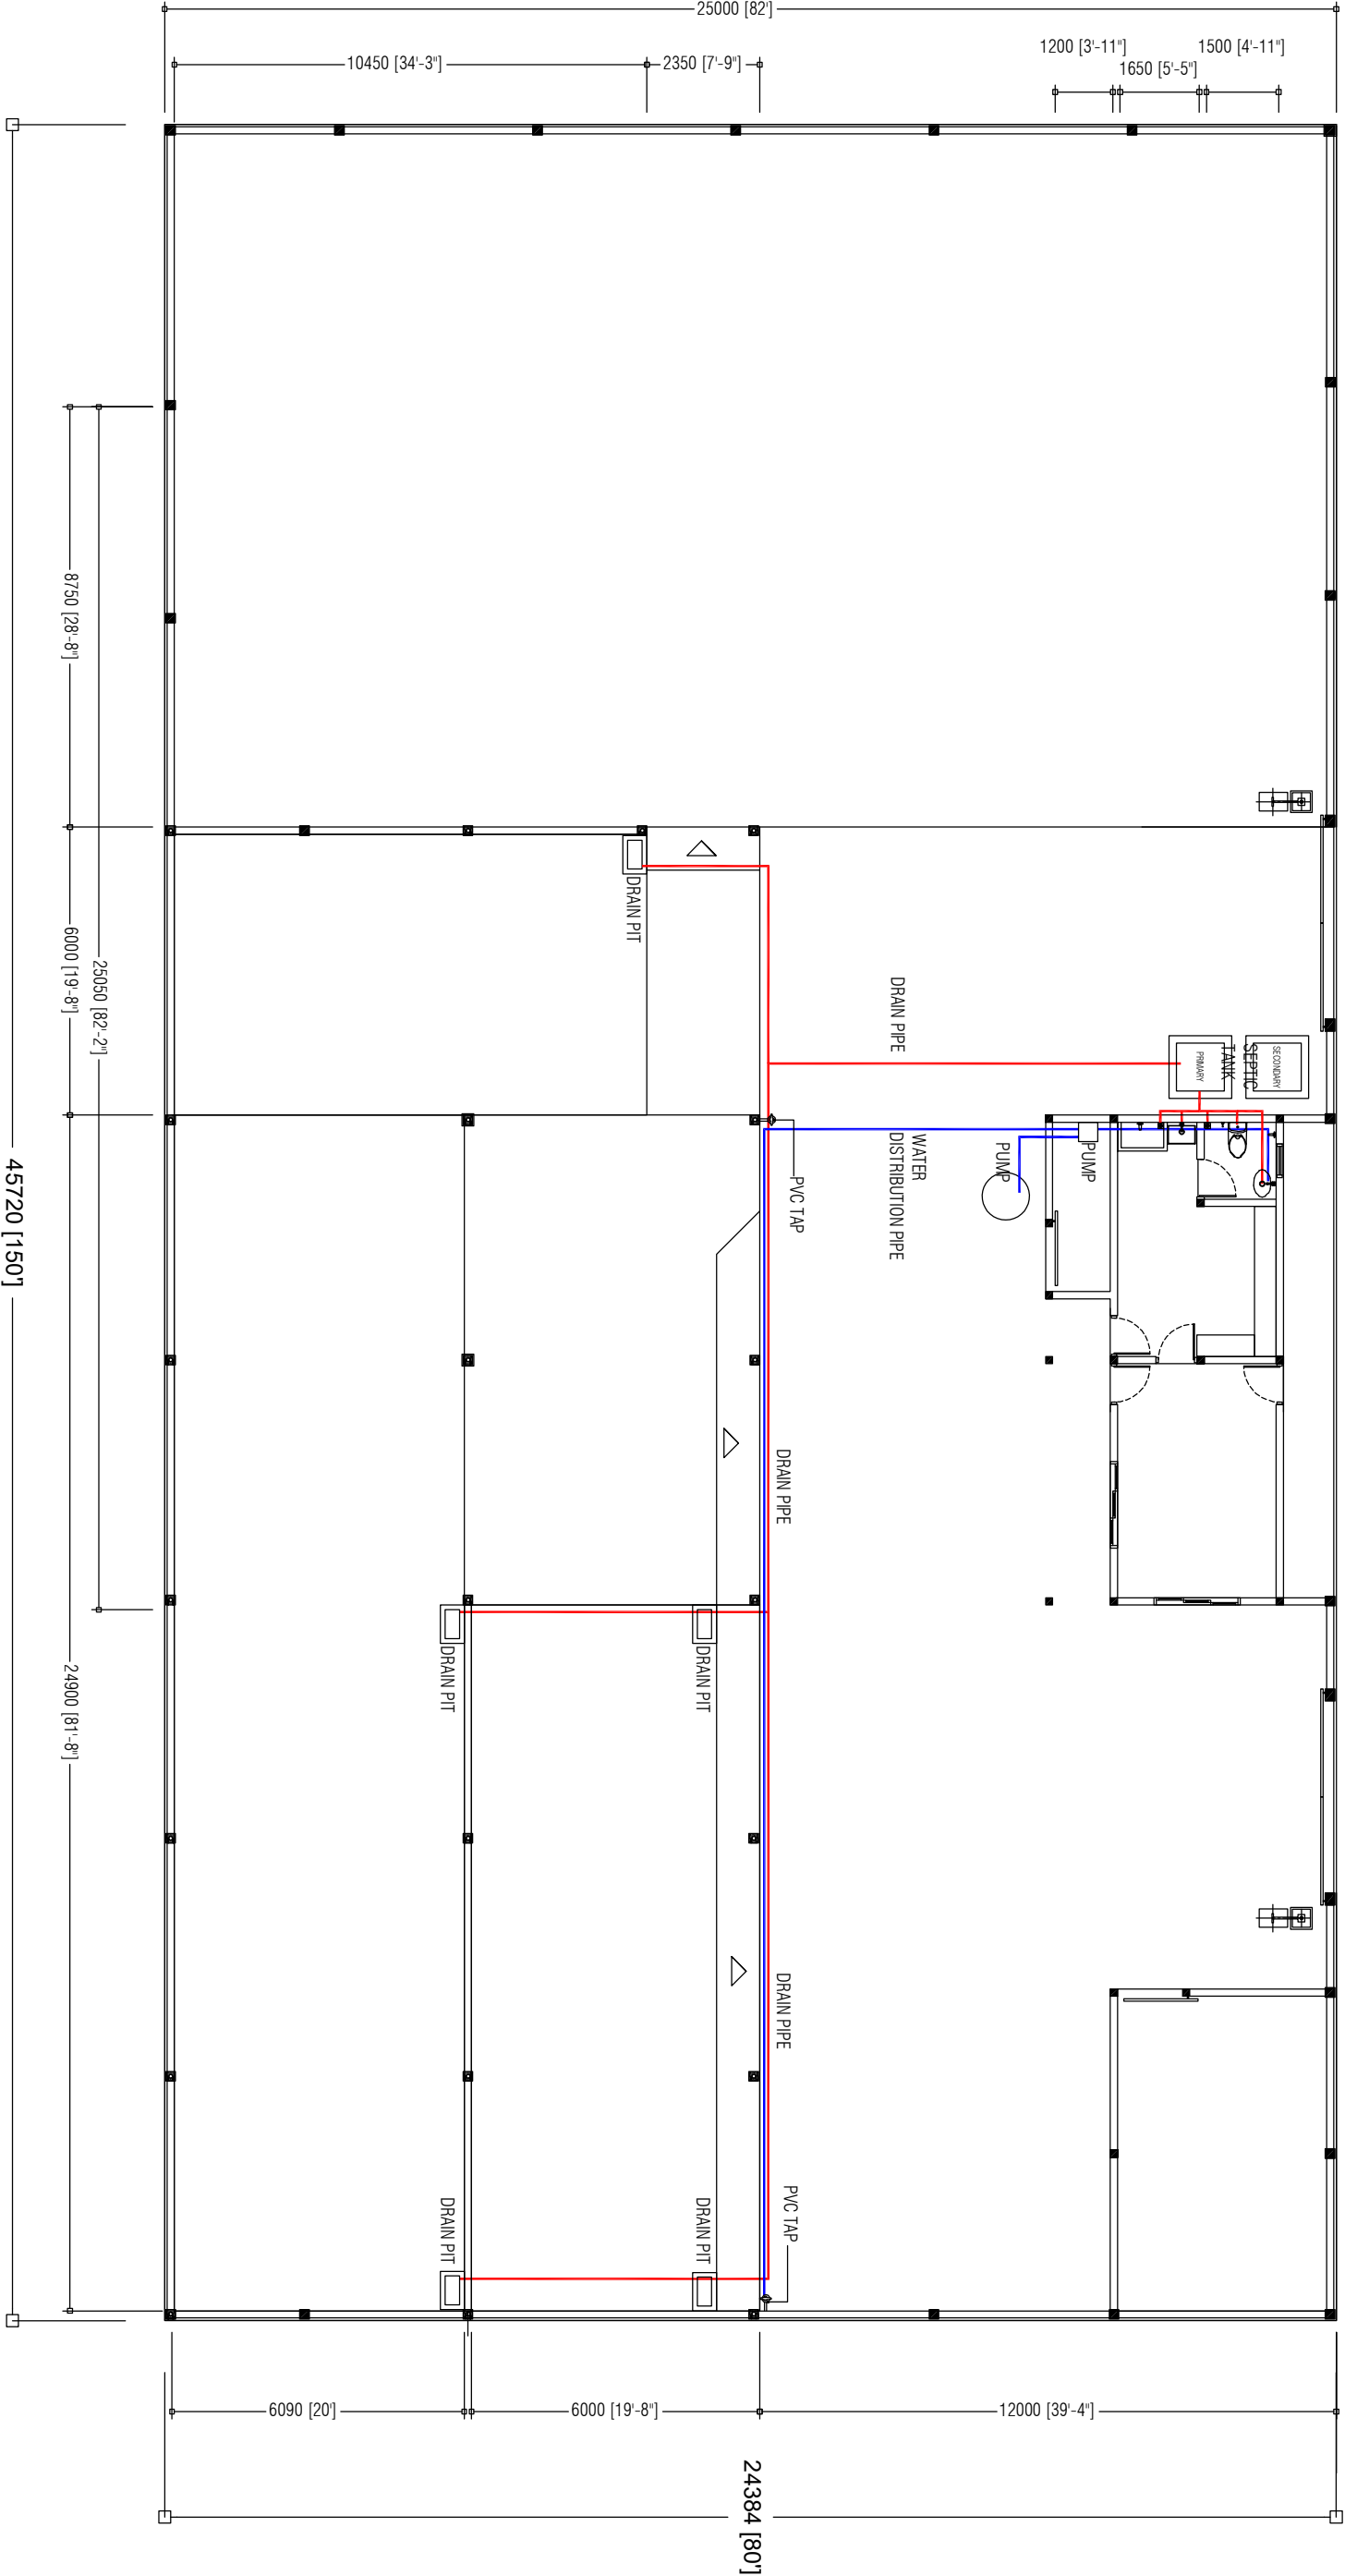 25000 [82']
1200 [3'-11"]
1500 [4'-11"]
10450 [34'-3"]
2350 [7'-9"]
1650 [5'-5"]
8750 [28'-8"]
DRAIN PIT
6000 [19'-8"]
25050 [82'-2"]
DRAIN PIPE
SECONDARY
PRIMARY
SEPTIC
TANK
WATER
DISTRIBUTION PIPE
PUMP
PUMP
PVC TAP
45720 [150']
DRAIN PIPE
DRAIN PIT
DRAIN PIT
24900 [81'-8"]
DRAIN PIPE
PVC TAP
DRAIN PIT
DRAIN PIT
6090 [20']
6000 [19'-8"]
12000 [39'-4"]
24384 [80']